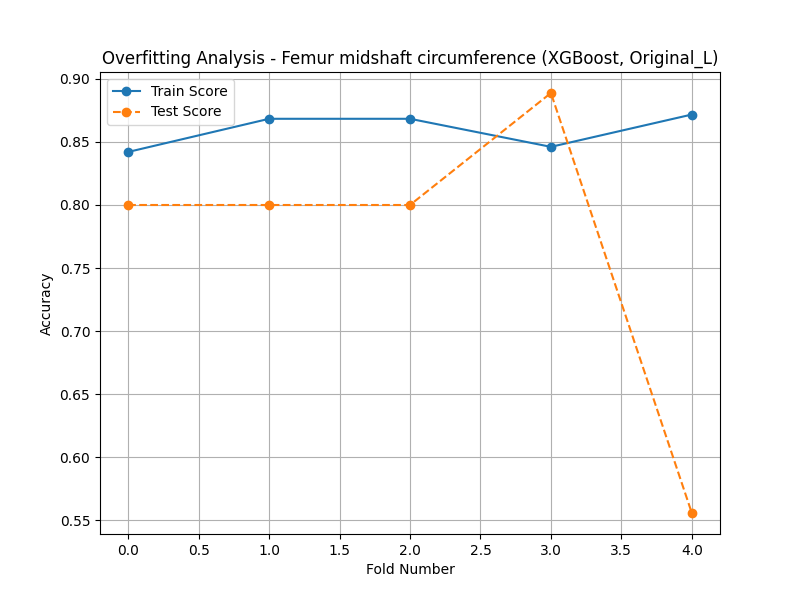 Overfitting Analysis - Femur midshaft circumference (XGBoost, Original_L)
Train Score
Test Score
Accuracy
0.90
0.85
0.80
0.75
0.70
0.65
0.60
0.55
0.0 0.5 1.0 1.5 2.0 2.5 3.0 3.5 4.0
Fold Number